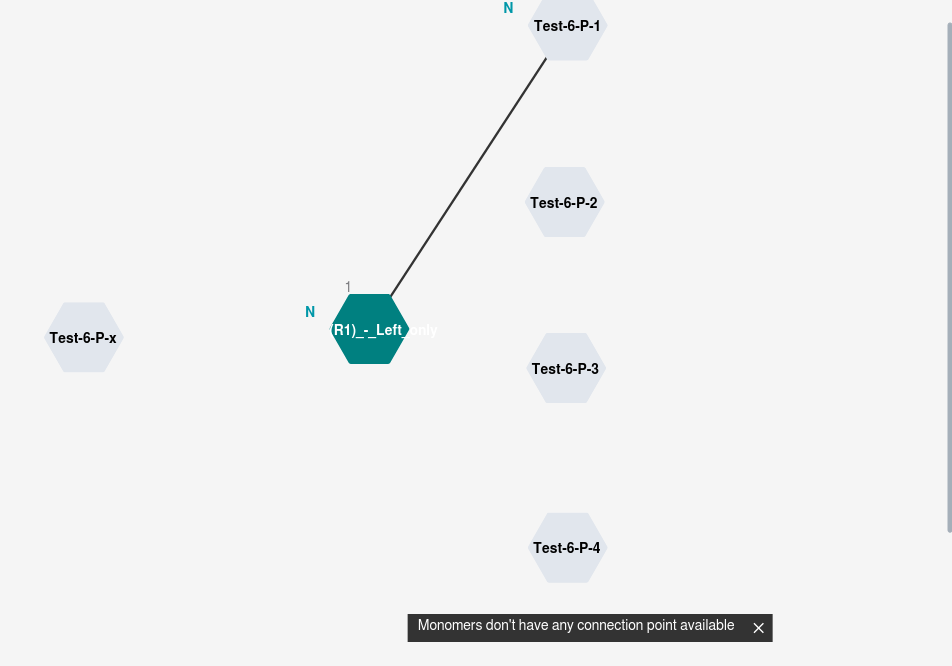 N
Test-6-P-1
Test-6-P-2
1
N
(R1)_-_Left_only
Test-6-P-x
Test-6-P-3
Test-6-P-4
Monomers don't have any connection point available